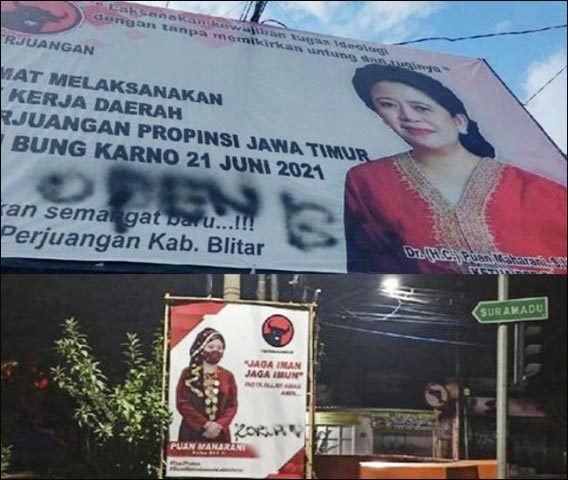 "Laksenakan kewajiban tugas ideologi
dengan tanpa memikirkan untung dan ruginya"
PERJUANGAN
MAT MELAKSANAKAN
KERJA DAERAH
RJUANGAN PROPINSI JAWA TIMUR
BUNG KARNO 21 JUNI 2021
OPEN B
kan semangat baru...!!!
Perjuangan Kab. Blitar
Dr. (H.C.) Puan Maharani,
"JAGA IMAN
JAGA IMUN"
INSYA ALLAH AMAN
AMIN...
PUAN MAHARANI
SURAMADU